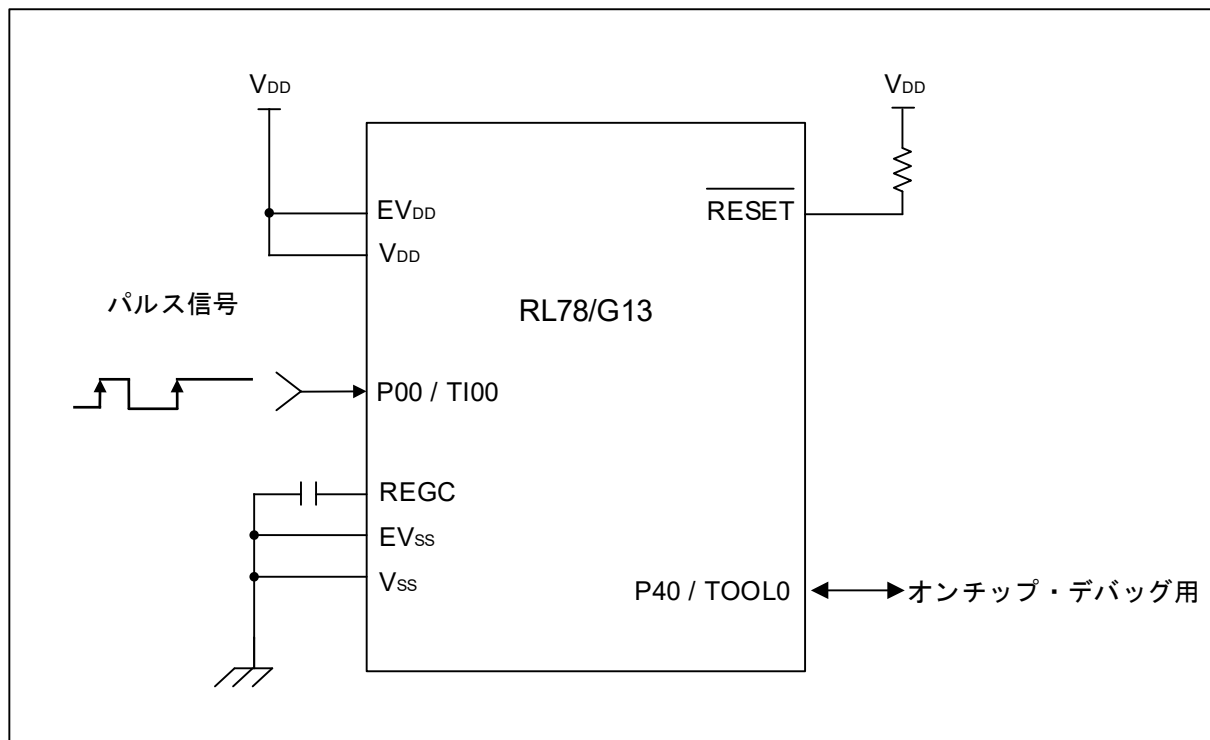 VDD
VDD
EVDD
RESET
VDD
パルス信号
RL78/G13
P00 / TI00
REGC
EVSS
VSS
P40 / TOOL0
オンチップ・デバッグ用